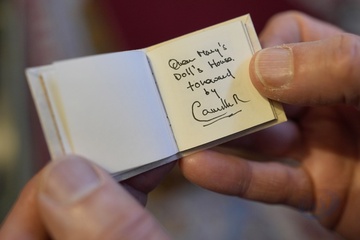 Queen Mary's
Doll's House,
foreword
by
Camilla R